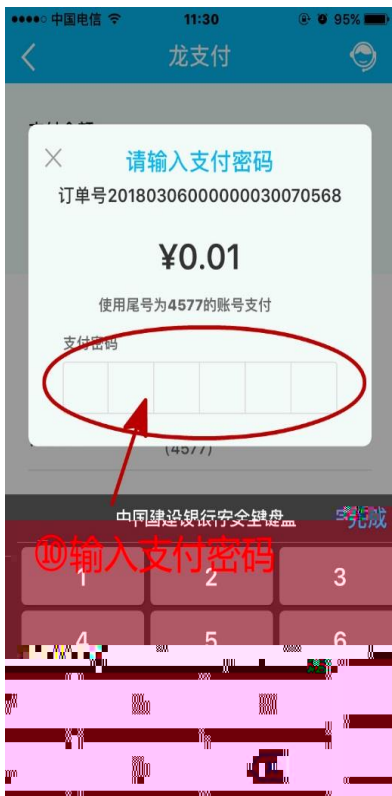 中国电信 11:30 95%
龙支付
请输入支付密码
订单号20180306000000030070568
¥0.01
使用尾号为4577的账号支付
支付密码
(4577)
中国建设银行安全键盘 完成
⑩输入支付密码
1 2 3
4 5 6